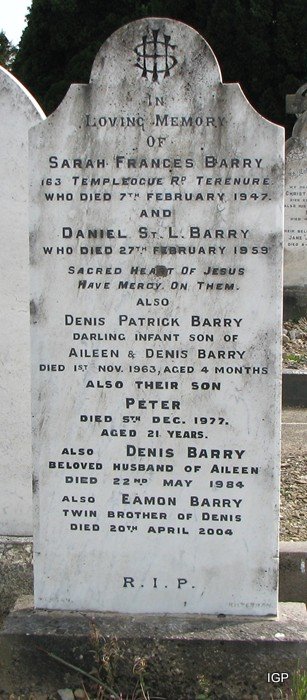 IHS
IN
LOVING MEMORY
OF
SARAH FRANCES BARRY
163 TEMPLEOGUE RD TERENURE
WHO DIED 7TH FEBRUARY 1947.
AND
DANIEL ST. L. BARRY
WHO DIED 27TH FEBRUARY 1959
SACRED HEART OF JESUS
HAVE MERCY ON THEM.
ALSO
DENIS PATRICK BARRY
DARLING INFANT SON OF
AILEEN & DENIS BARRY
DIED 1ST NOV. 1963, AGED 4 MONTHS
ALSO THEIR SON
PETER
DIED 5TH DEC. 1977.
AGED 21 YEARS.
ALSO DENIS BARRY
BELOVED HUSBAND OF AILEEN
DIED 22ND MAY 1984
ALSO EAMON BARRY
TWIN BROTHER OF DENIS
DIED 20TH APRIL 2004
R. I. P.
IGP